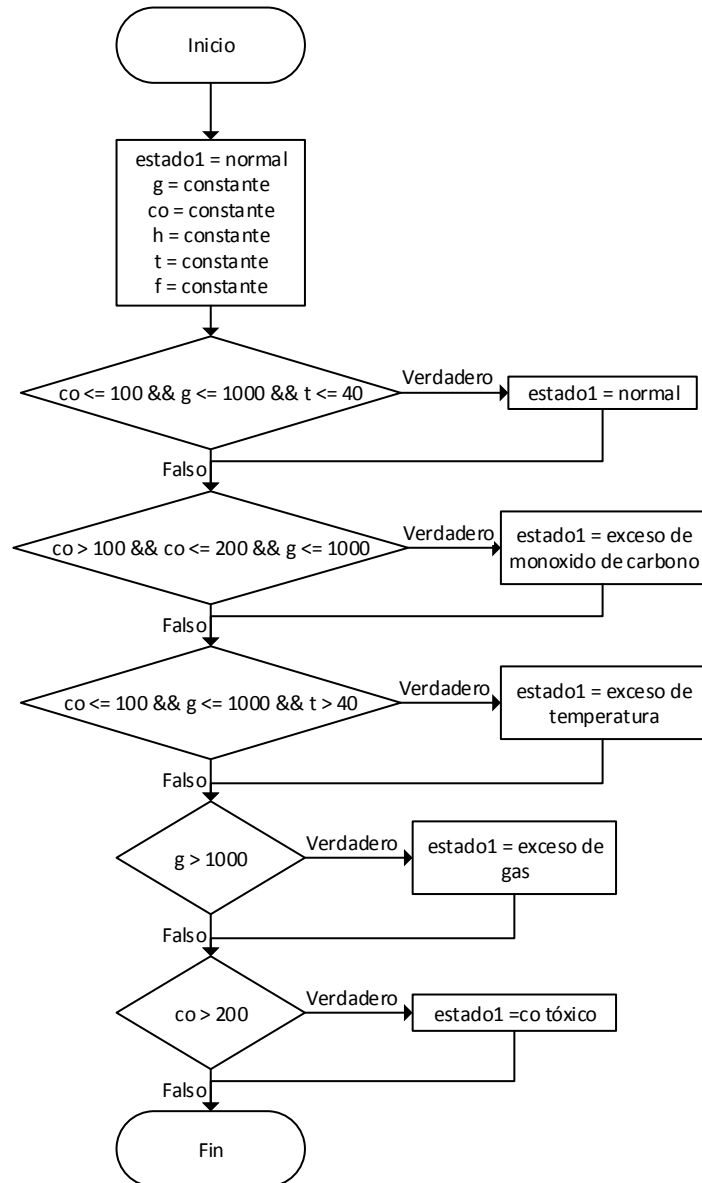 Inicio
estado1 = normal
g = constante
co = constante
h = constante
t = constante
f = constante
co <= 100 && g <= 1000 && t <= 40
Verdadero
estado1 = normal
Falso
co > 100 && co <= 200 && g <= 1000
Verdadero
estado1 = exceso de
monoxido de carbono
Falso
co <= 100 && g <= 1000 && t > 40
Verdadero
estado1 = exceso de
temperatura
Falso
g > 1000
Verdadero
estado1 = exceso de
gas
Falso
co > 200
Verdadero
estado1 =co tóxico
Falso
Fin